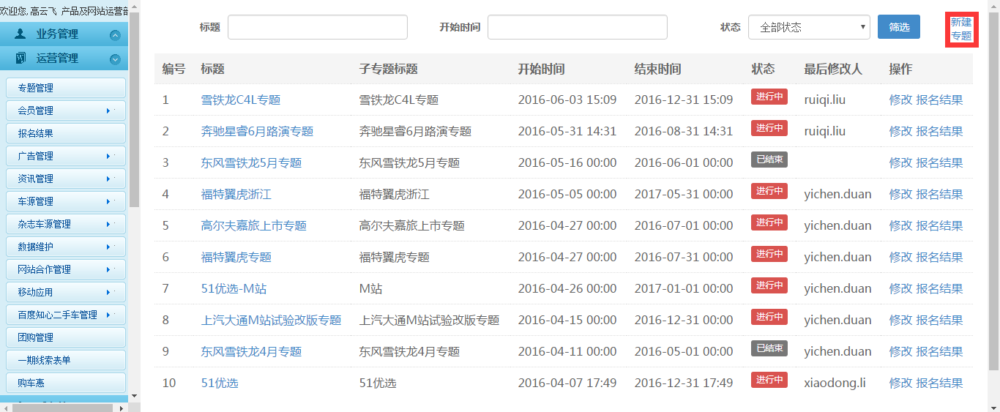 欢迎您, 高云飞 产品及网站运营部
业务管理
运营管理
专题管理
会员管理
报名结果
广告管理
资讯管理
车源管理
杂志车源管理
数据维护
网站合作管理
移动应用
百度知心二手车管理
团购管理
一期线索表单
购车惠
标题 开始时间 状态 全部状态 筛选 新建
专题
编号 标题 子专题标题 开始时间 结束时间 状态 最后修改人 操作
1 雪铁龙C4L专题 雪铁龙C4L专题 2016-06-03 15:09 2016-12-31 15:09 进行中 ruiqi.liu 修改 报名结果
2 奔驰星睿6月路演专题 奔驰星睿6月路演专题 2016-05-31 14:31 2016-08-31 14:31 进行中 ruiqi.liu 修改 报名结果
3 东风雪铁龙5月专题 东风雪铁龙5月专题 2016-05-16 00:00 2016-06-01 00:00 已结束 修改 报名结果
4 福特翼虎浙江 福特翼虎浙江 2016-05-05 00:00 2017-05-31 00:00 进行中 yichen.duan 修改 报名结果
5 高尔夫嘉旅上市专题 高尔夫嘉旅上市专题 2016-04-27 00:00 2016-07-01 00:00 进行中 yichen.duan 修改 报名结果
6 福特翼虎专题 福特翼虎专题 2016-04-27 00:00 2016-07-31 00:00 进行中 yichen.duan 修改 报名结果
7 51优选-M站 M站 2016-04-26 00:00 2017-01-01 00:00 进行中 yichen.duan 修改 报名结果
8 上汽大通M站试验改版专题 上汽大通M站试验改版专题 2016-04-15 00:00 2016-12-31 00:00 进行中 yichen.duan 修改 报名结果
9 东风雪铁龙4月专题 东风雪铁龙4月专题 2016-04-11 00:00 2016-05-01 00:00 已结束 yichen.duan 修改 报名结果
10 51优选 51优选 2016-04-07 17:49 2016-12-31 17:49 进行中 xiaodong.li 修改 报名结果